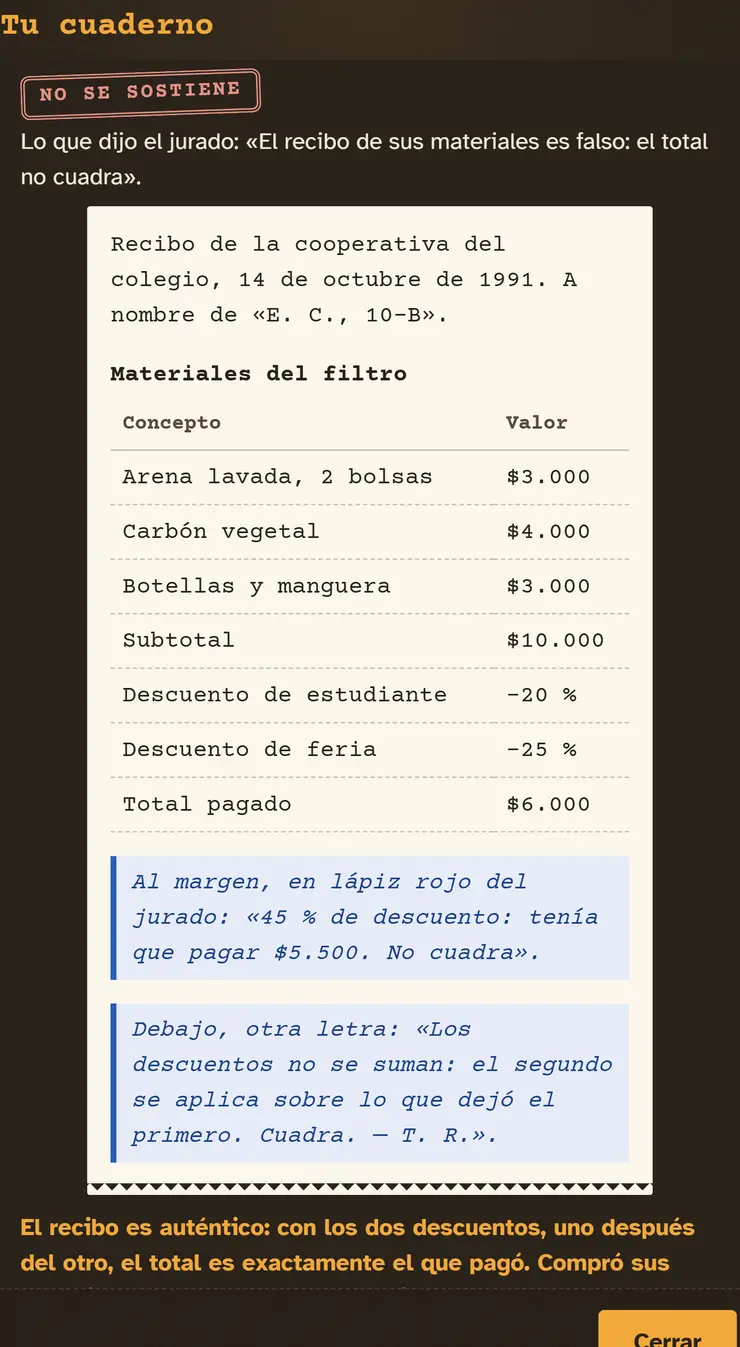 Tu cuaderno
NO SE SOSTIENE
Lo que dijo el jurado: «El recibo de sus materiales es falso: el total
no cuadra».
Recibo de la cooperativa del
colegio, 14 de octubre de 1991. A
nombre de «E. C., 10-B».
Materiales del filtro
Concepto Valor
Arena lavada, 2 bolsas $3.000
Carbón vegetal $4.000
Botellas y manguera $3.000
Subtotal $10.000
Descuento de estudiante -20 %
Descuento de feria -25 %
Total pagado $6.000
Al margen, en lápiz rojo del
jurado: «45 % de descuento: tenía
que pagar $5.500. No cuadra».
Debajo, otra letra: «Los
descuentos no se suman: el segundo
se aplica sobre lo que dejó el
primero. Cuadra. — T. R.».
El recibo es auténtico: con los dos descuentos, uno después
del otro, el total es exactamente el que pagó. Compró sus
Cerrar